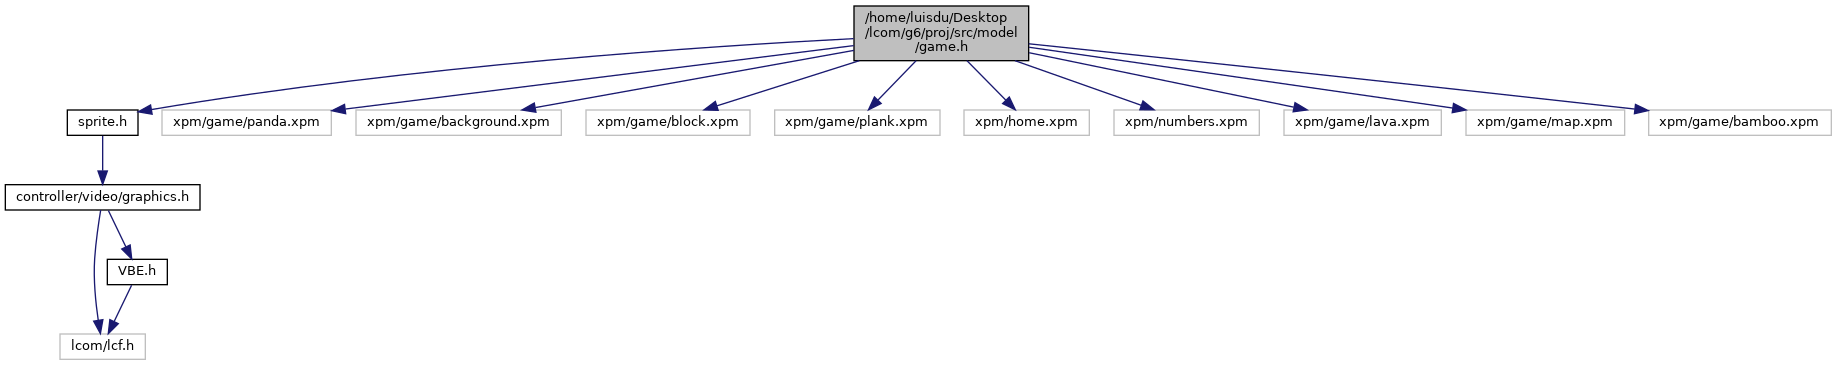 /home/luisdu/Desktop
/lcom/g6/proj/src/model
/game.h
sprite.h
xpm/game/panda.xpm
xpm/game/background.xpm
xpm/game/block.xpm
xpm/game/plank.xpm
xpm/home.xpm
xpm/numbers.xpm
xpm/game/lava.xpm
xpm/game/map.xpm
xpm/game/bamboo.xpm
controller/video/graphics.h
VBE.h
lcom/lcf.h